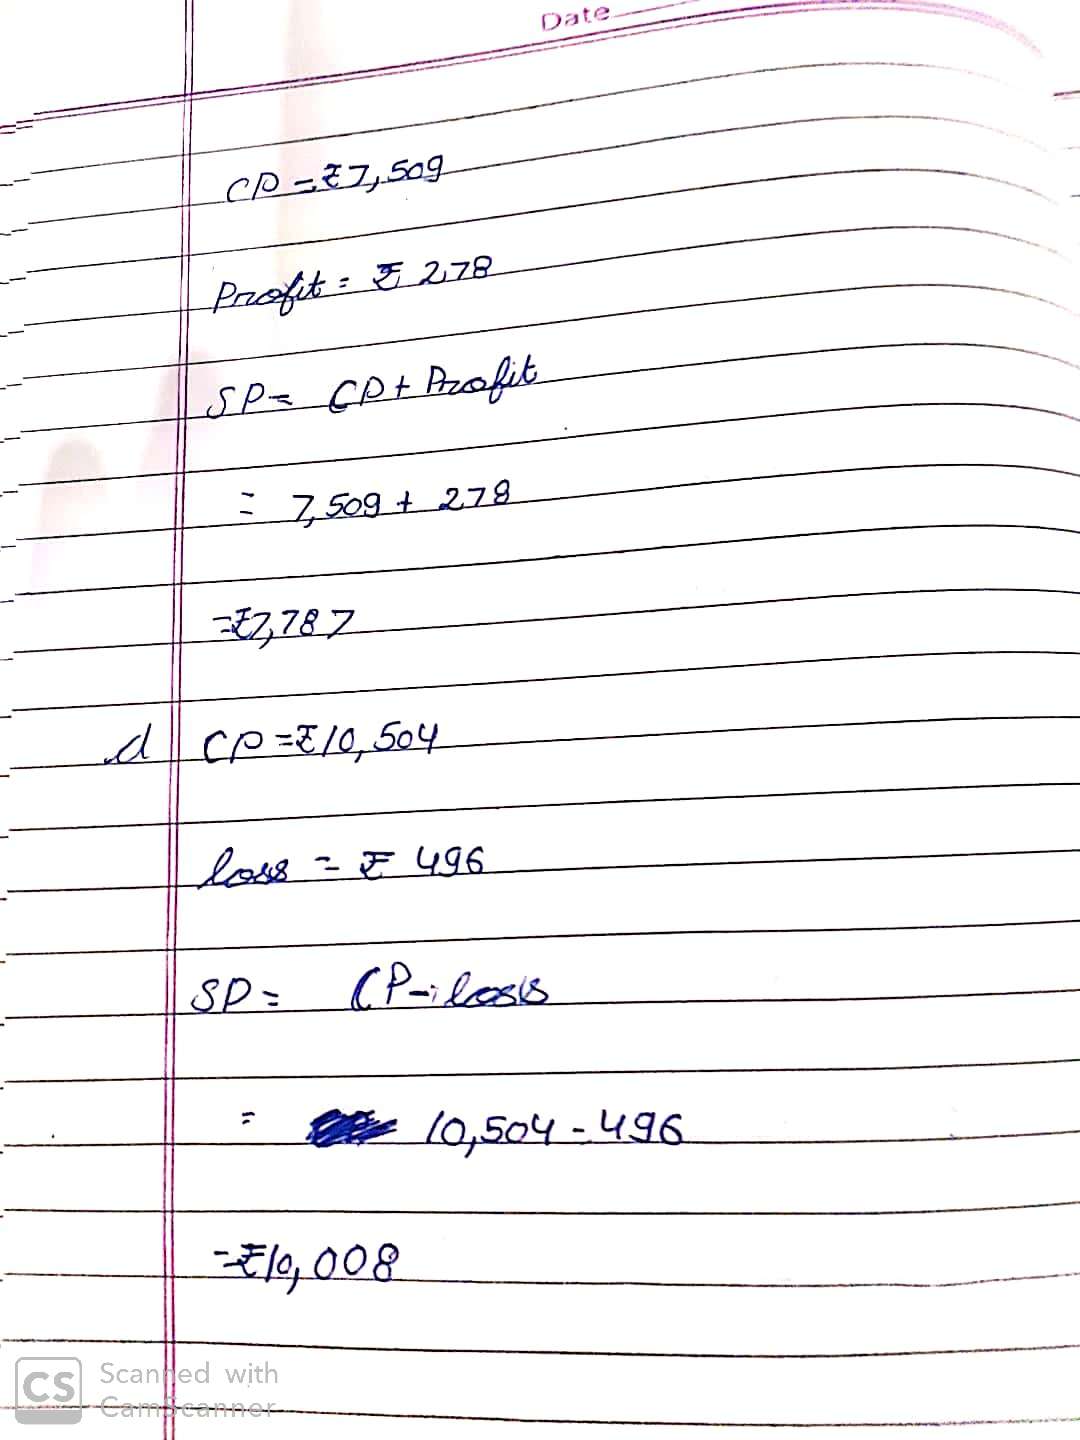 Date
CP = ₹7,509
Profit = ₹ 278
SP = CP + Profit
= 7,509 + 278
= ₹7,787
d CP = ₹10,504
loss = ₹ 496
SP = CP - loss
= 10,504 - 496
= ₹10,008
CS Scanned with
CamScanner